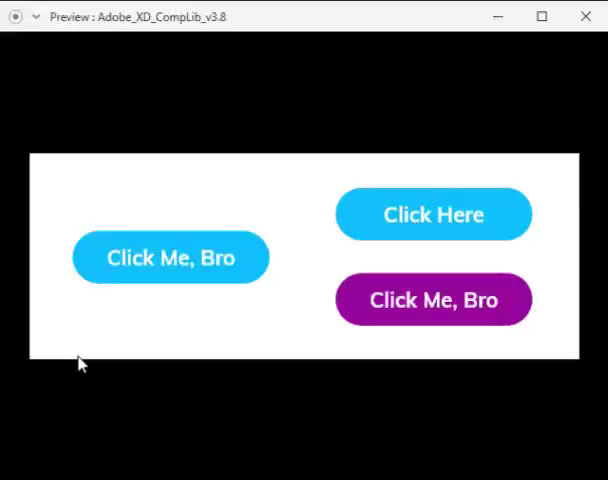 Preview : Adobe_XD_CompLib_v3.8
Click Here
Click Me, Bro
Click Me, Bro